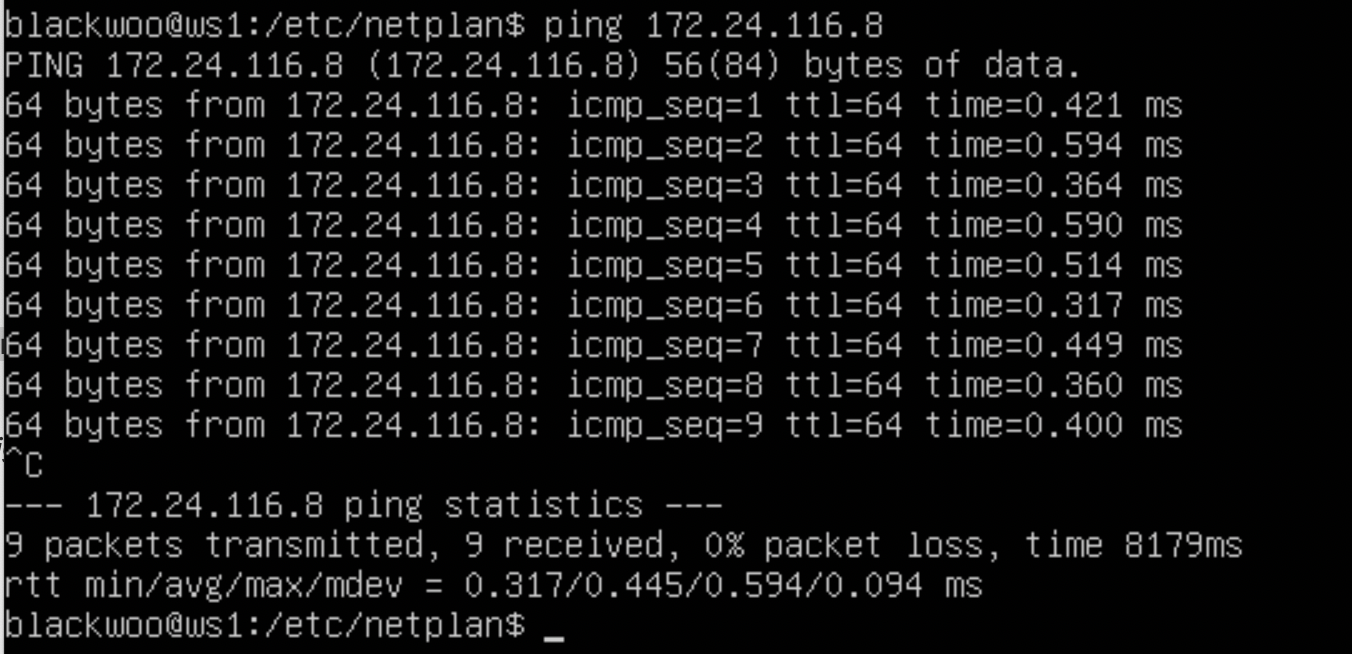 blackwoo@ws1:/etc/netplan$ ping 172.24.116.8
PING 172.24.116.8 (172.24.116.8) 56(84) bytes of data.
64 bytes from 172.24.116.8: icmp_seq=1 ttl=64 time=0.421 ms
64 bytes from 172.24.116.8: icmp_seq=2 ttl=64 time=0.594 ms
64 bytes from 172.24.116.8: icmp_seq=3 ttl=64 time=0.364 ms
64 bytes from 172.24.116.8: icmp_seq=4 ttl=64 time=0.590 ms
64 bytes from 172.24.116.8: icmp_seq=5 ttl=64 time=0.514 ms
64 bytes from 172.24.116.8: icmp_seq=6 ttl=64 time=0.317 ms
64 bytes from 172.24.116.8: icmp_seq=7 ttl=64 time=0.449 ms
64 bytes from 172.24.116.8: icmp_seq=8 ttl=64 time=0.360 ms
64 bytes from 172.24.116.8: icmp_seq=9 ttl=64 time=0.400 ms
^C
--- 172.24.116.8 ping statistics ---
9 packets transmitted, 9 received, 0% packet loss, time 8179ms
rtt min/avg/max/mdev = 0.317/0.445/0.594/0.094 ms
blackwoo@ws1:/etc/netplan$ _